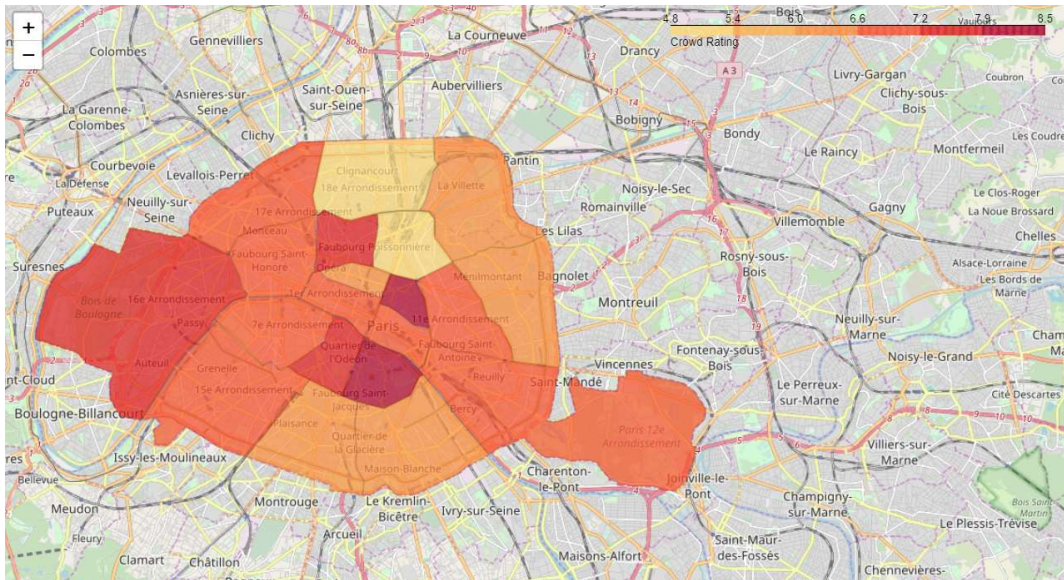 +
−
4.8 5.4 6.0 6.6 7.2 7.9 8.5
Crowd Rating
Bois
Vaujours
Colombes
Gennevilliers
La Courneuve
Drancy
A 3
Livry-Gargan
Coubron
Asnières-sur-
Seine
Saint-Ouen-
sur-Seine
Aubervilliers
Clichy-sous-
Bois
La Garenne-
Colombes
Clichy
Bobigny
Bondy
Montfermeil
Les Coudre
Courbevoie
Levallois-Perret
Pantin
Le Raincy
La Défense
Clignancourt
18e Arrondissement
La Villette
Noisy-le-Sec
Le Clos-Roger
Puteaux
Neuilly-sur-
Seine
17e Arrondissement
Romainville
Gagny
La Noue Brossard
Monceau
Les Lilas
Villemomble
Chelles
Suresnes
Faubourg Saint-
Honoré
Faubourg Poissonnière
Opéra
Ménilmontant
Bagnolet
Rosny-sous-
Bois
Alsace-Lorraine
Les Bords de
Marne
Bois de
Boulogne
16e Arrondissement
1er Arrondissement
Montreuil
Passy
7e Arrondissement
Paris
11e Arrondissement
Neuilly-sur-
Marne
Auteuil
Quartier de
l'Odéon
Faubourg Saint-
Antoine
Vincennes
Fontenay-sous-
Bois
Noisy-le-Grand
Grenelle
Reuilly
Saint-Mandé
nt-Cloud
15e Arrondissement
Faubourg Saint-
Jacques
Bercy
Le Perreux-
sur-Marne
Cité Descartes
Boulogne-Billancourt
Plaisance
Quartier de
la Glacière
Paris 12e
Arrondissement
Villiers-sur-
Marne
Issy-les-Moulineaux
Maison-Blanche
Charenton-
le-Pont
Joinville-le-
Pont
Bellevue
Montrouge
Le Kremlin-
Bicêtre
Ivry-sur-Seine
Champigny-
sur-Marne
Bois Saint-
Martin
Meudon
Le Plessis-Trévise
Fleury
Arcueil
Saint-Maur-
des-Fossés
Clamart
Châtillon
Maisons-Alfort
Chennevières-